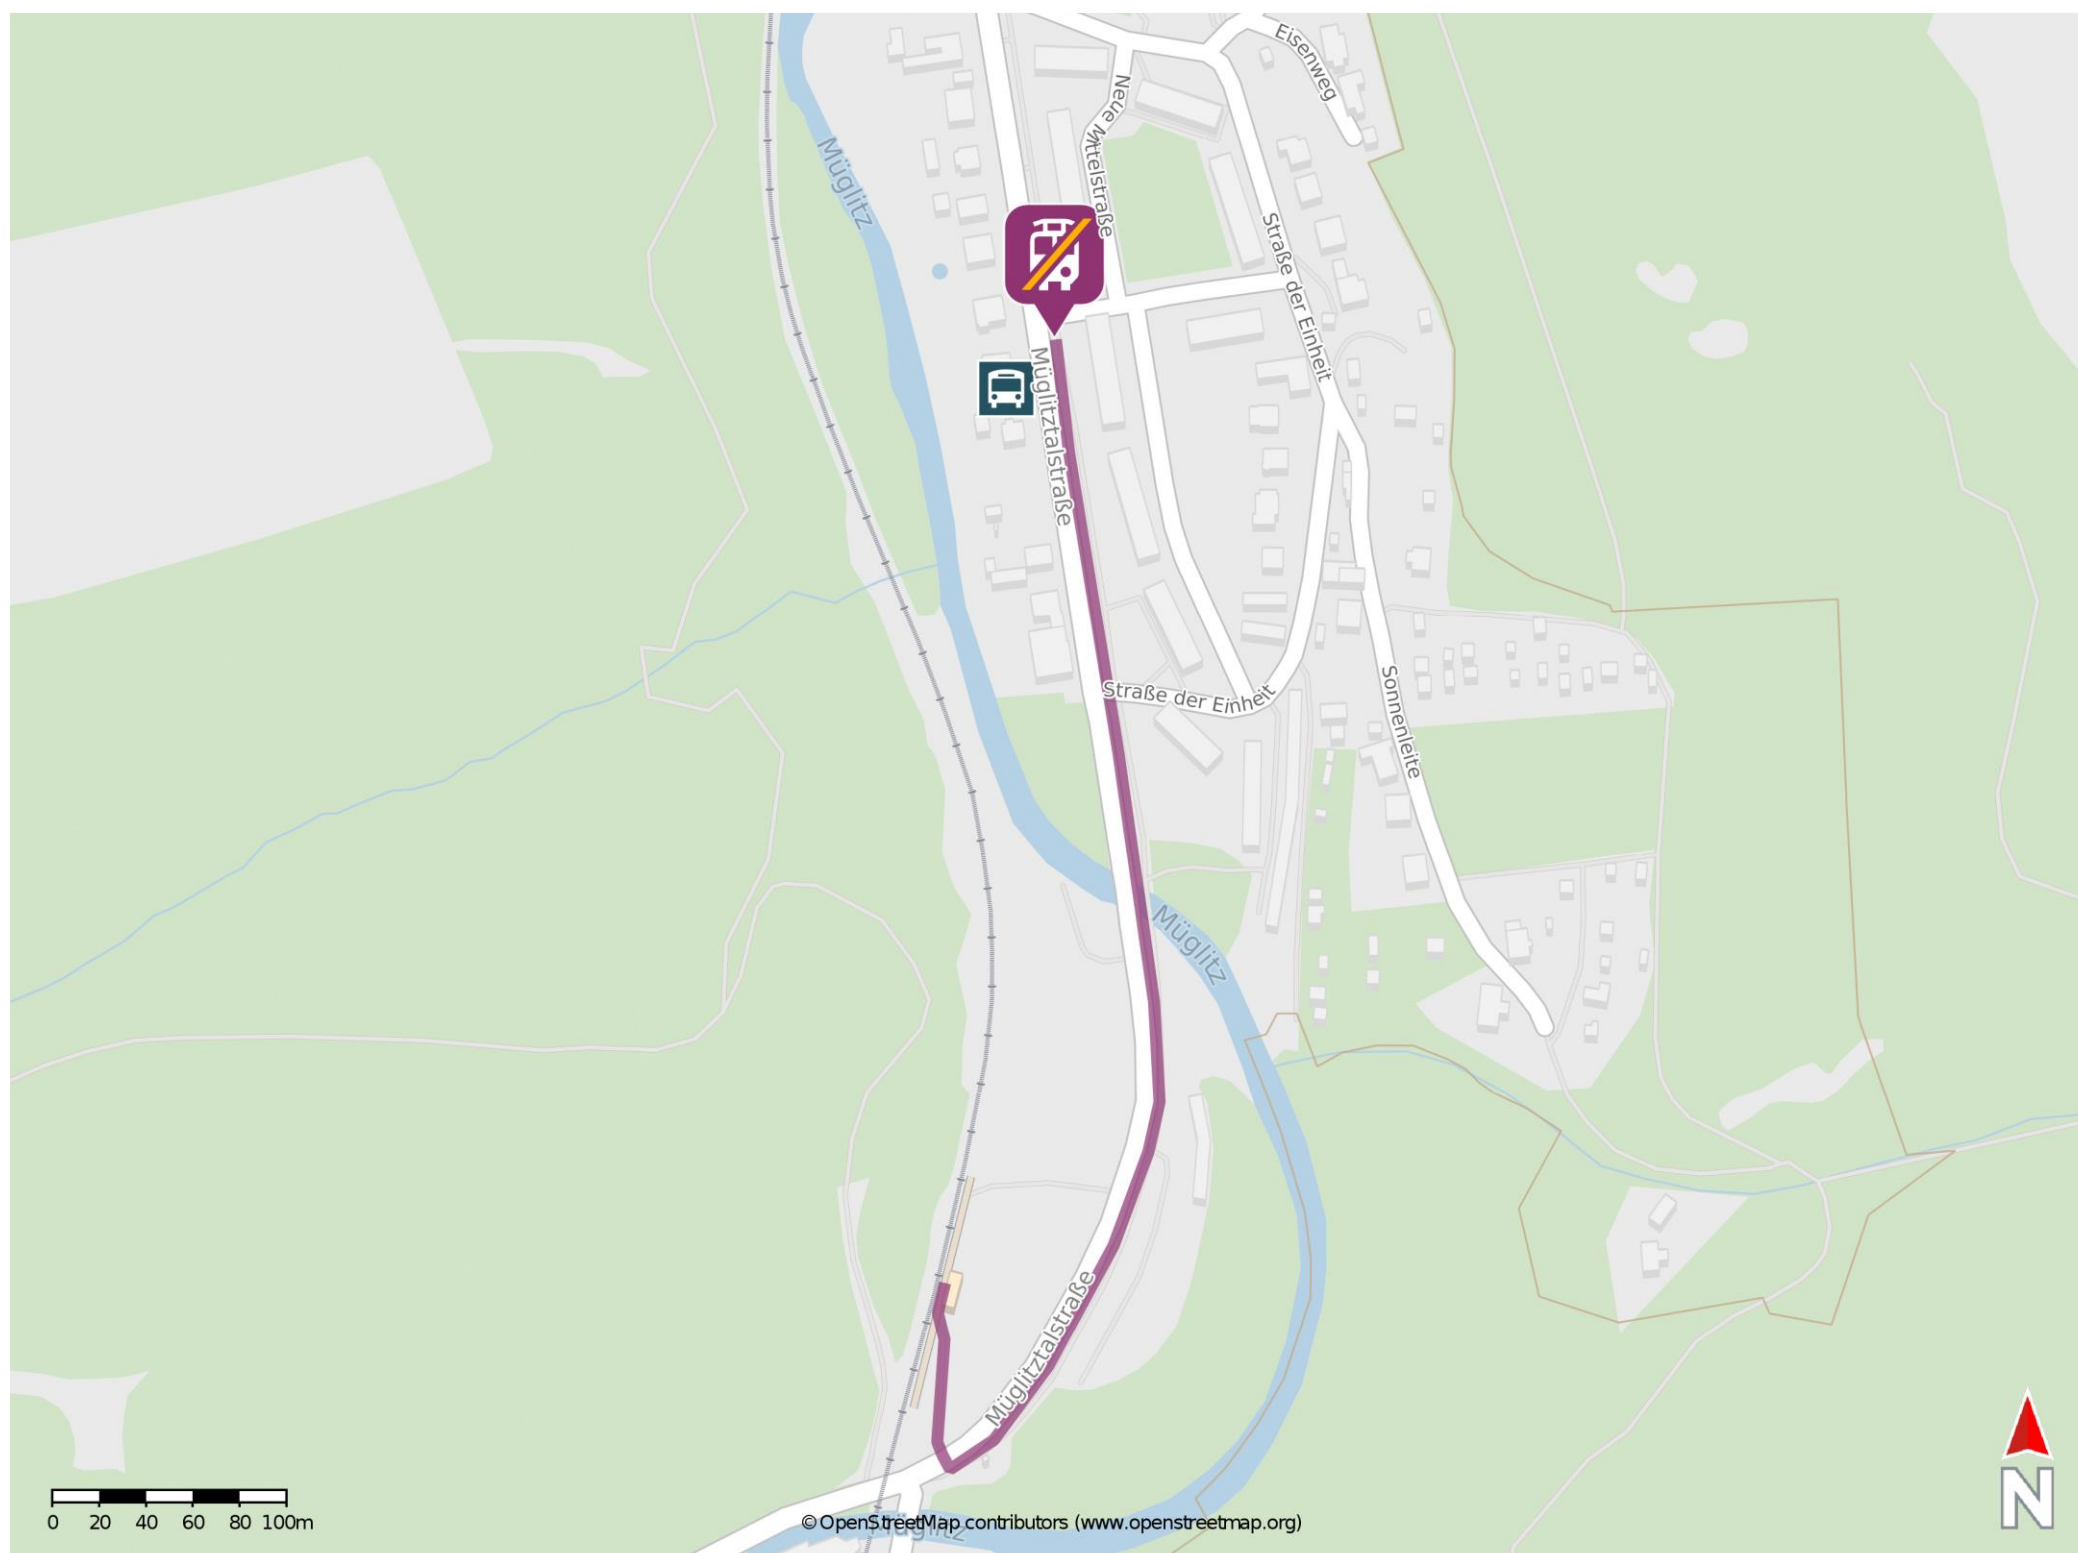 Eisenweg
Neue Mittelstraße
Müglitz
Straße der Einheit
Müglitztalstraße
Straße der Einheit
Sonnenleite
Müglitz
Müglitztalstraße
N
0 20 40 60 80 100m
© OpenStreetMap contributors (www.openstreetmap.org)
Müglitz